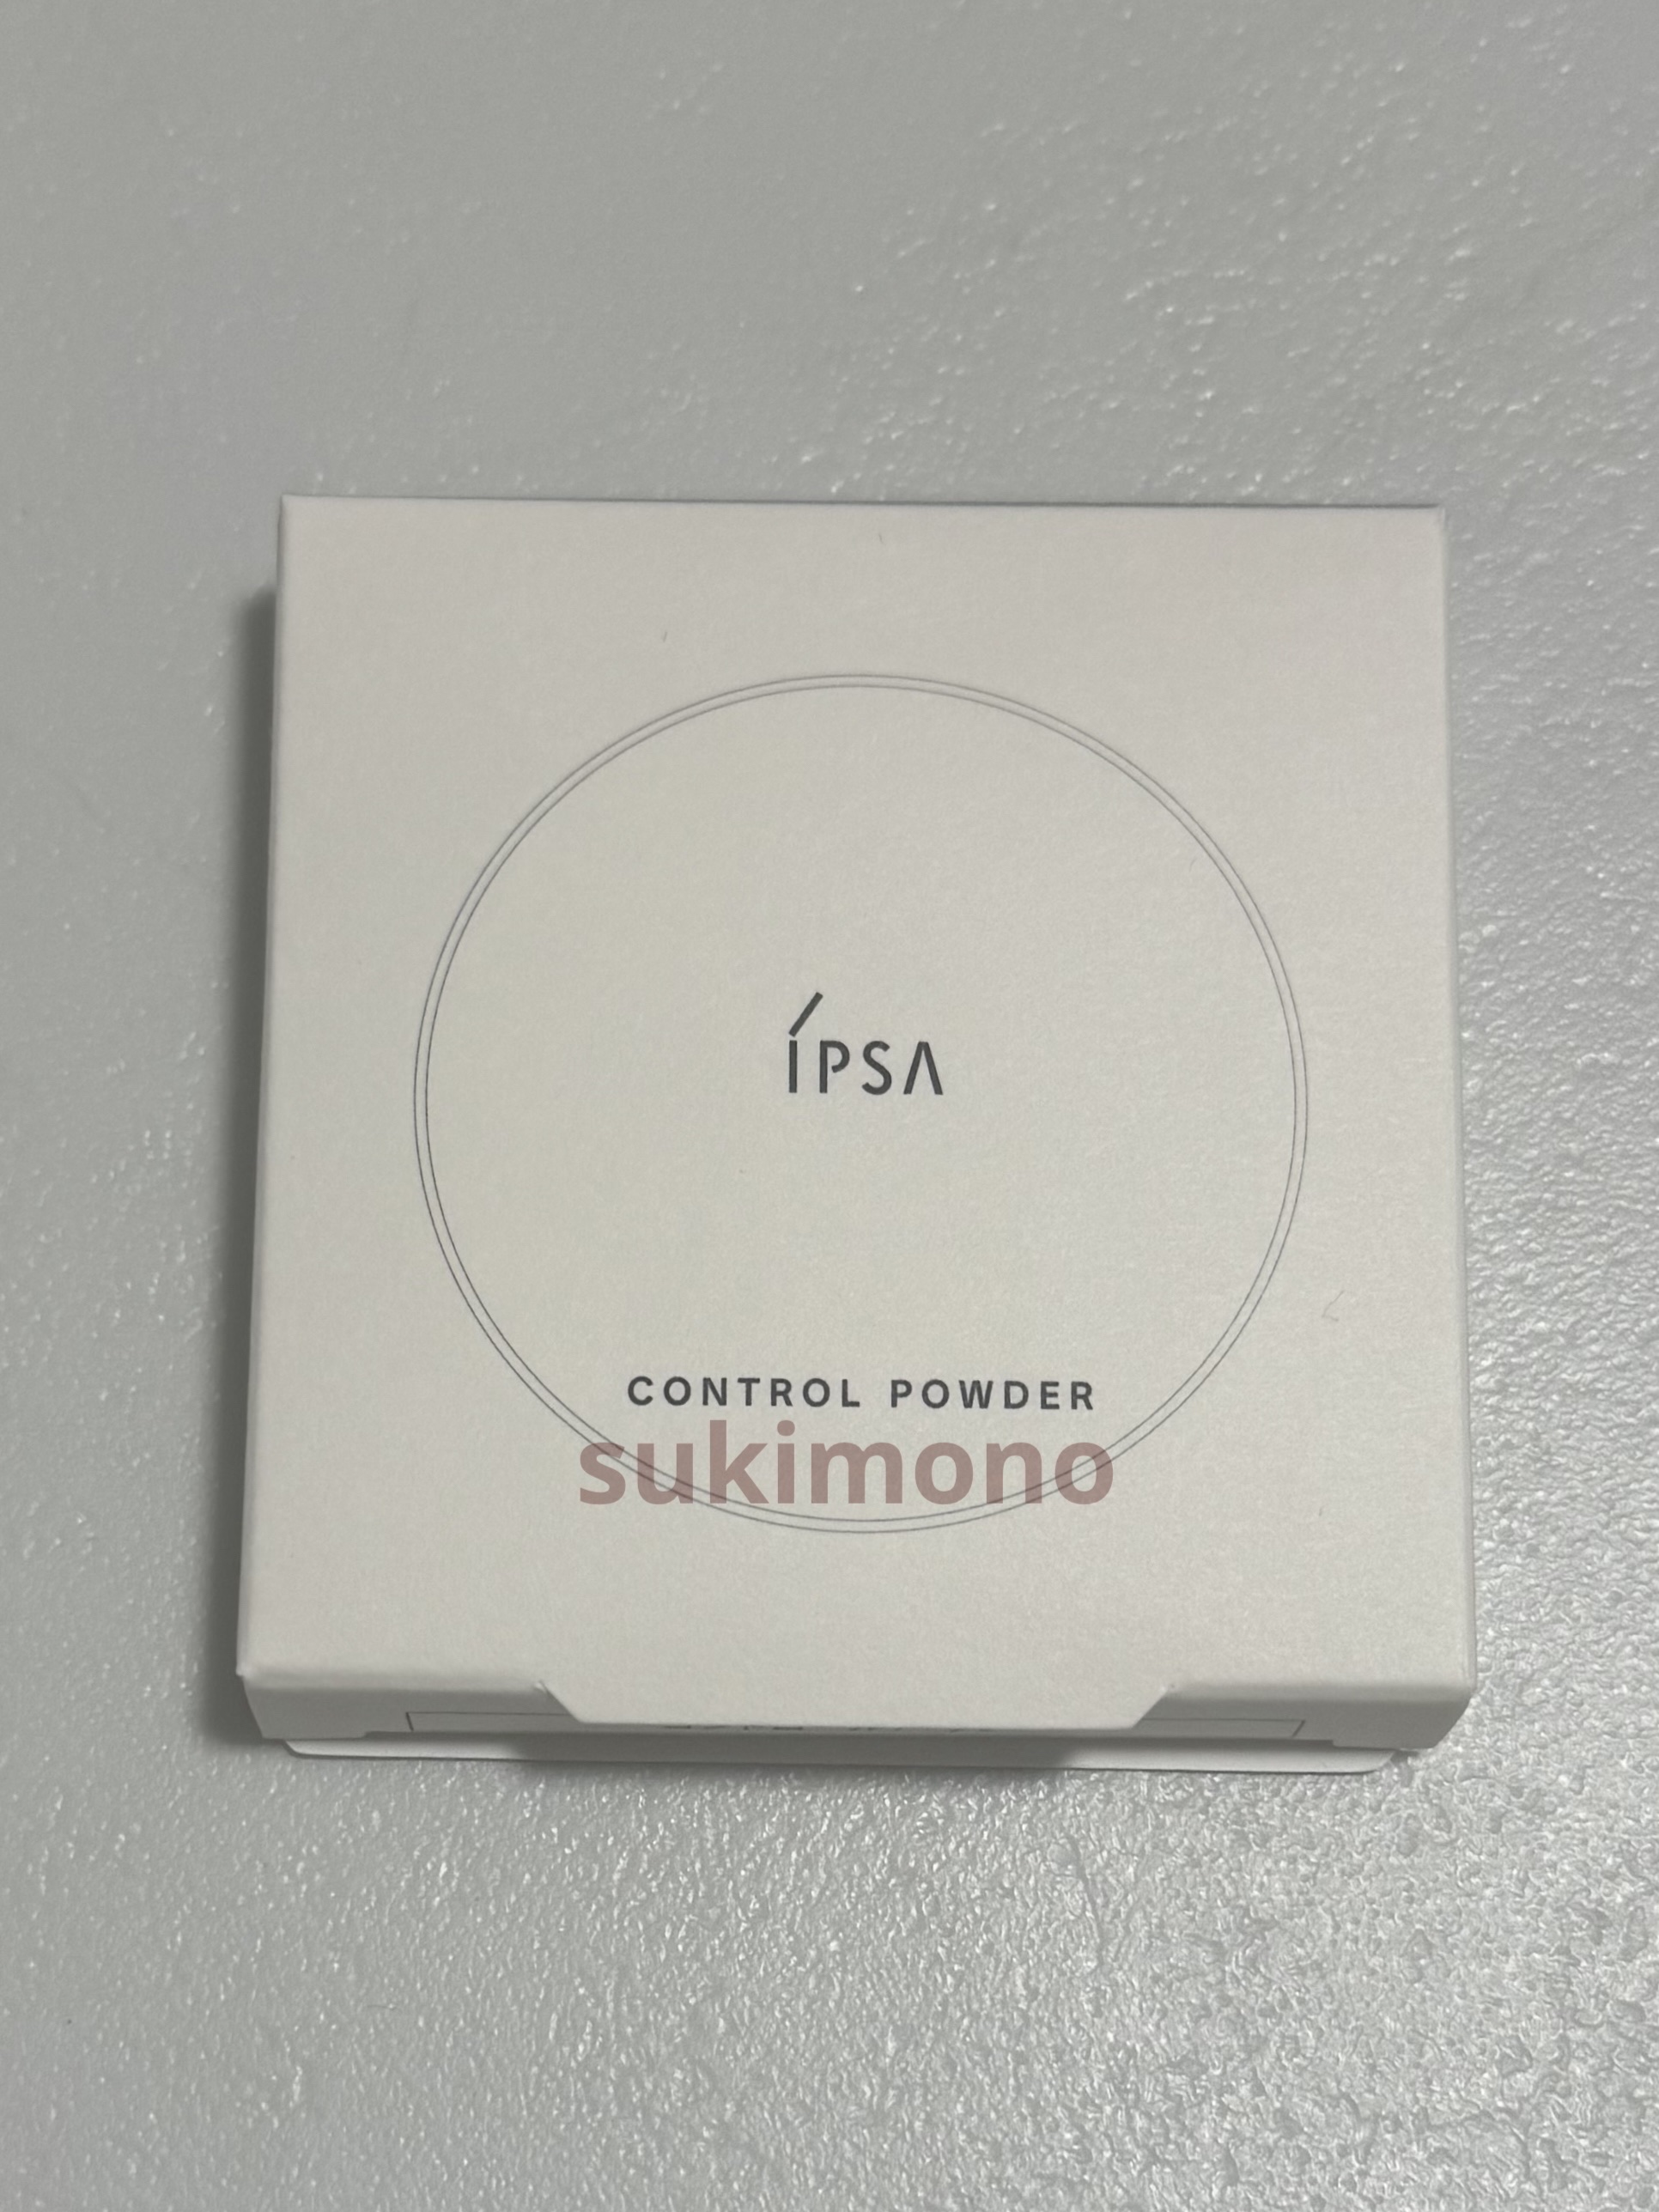 ÍPSA
CONTROL POWDER
sukimono